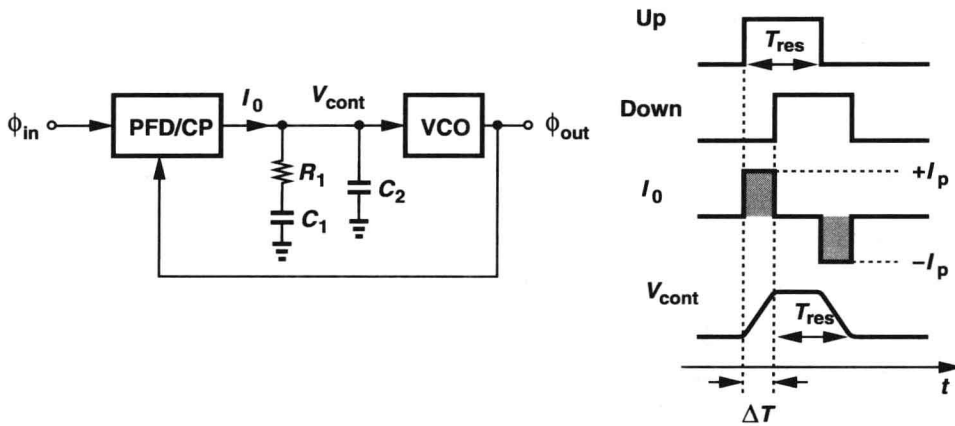 ϕin
PFD/CP
I0
Vcont
VCO
ϕout
R1
C1
C2
Up
Tres
Down
I0
+Ip
−Ip
Vcont
Tres
t
ΔT